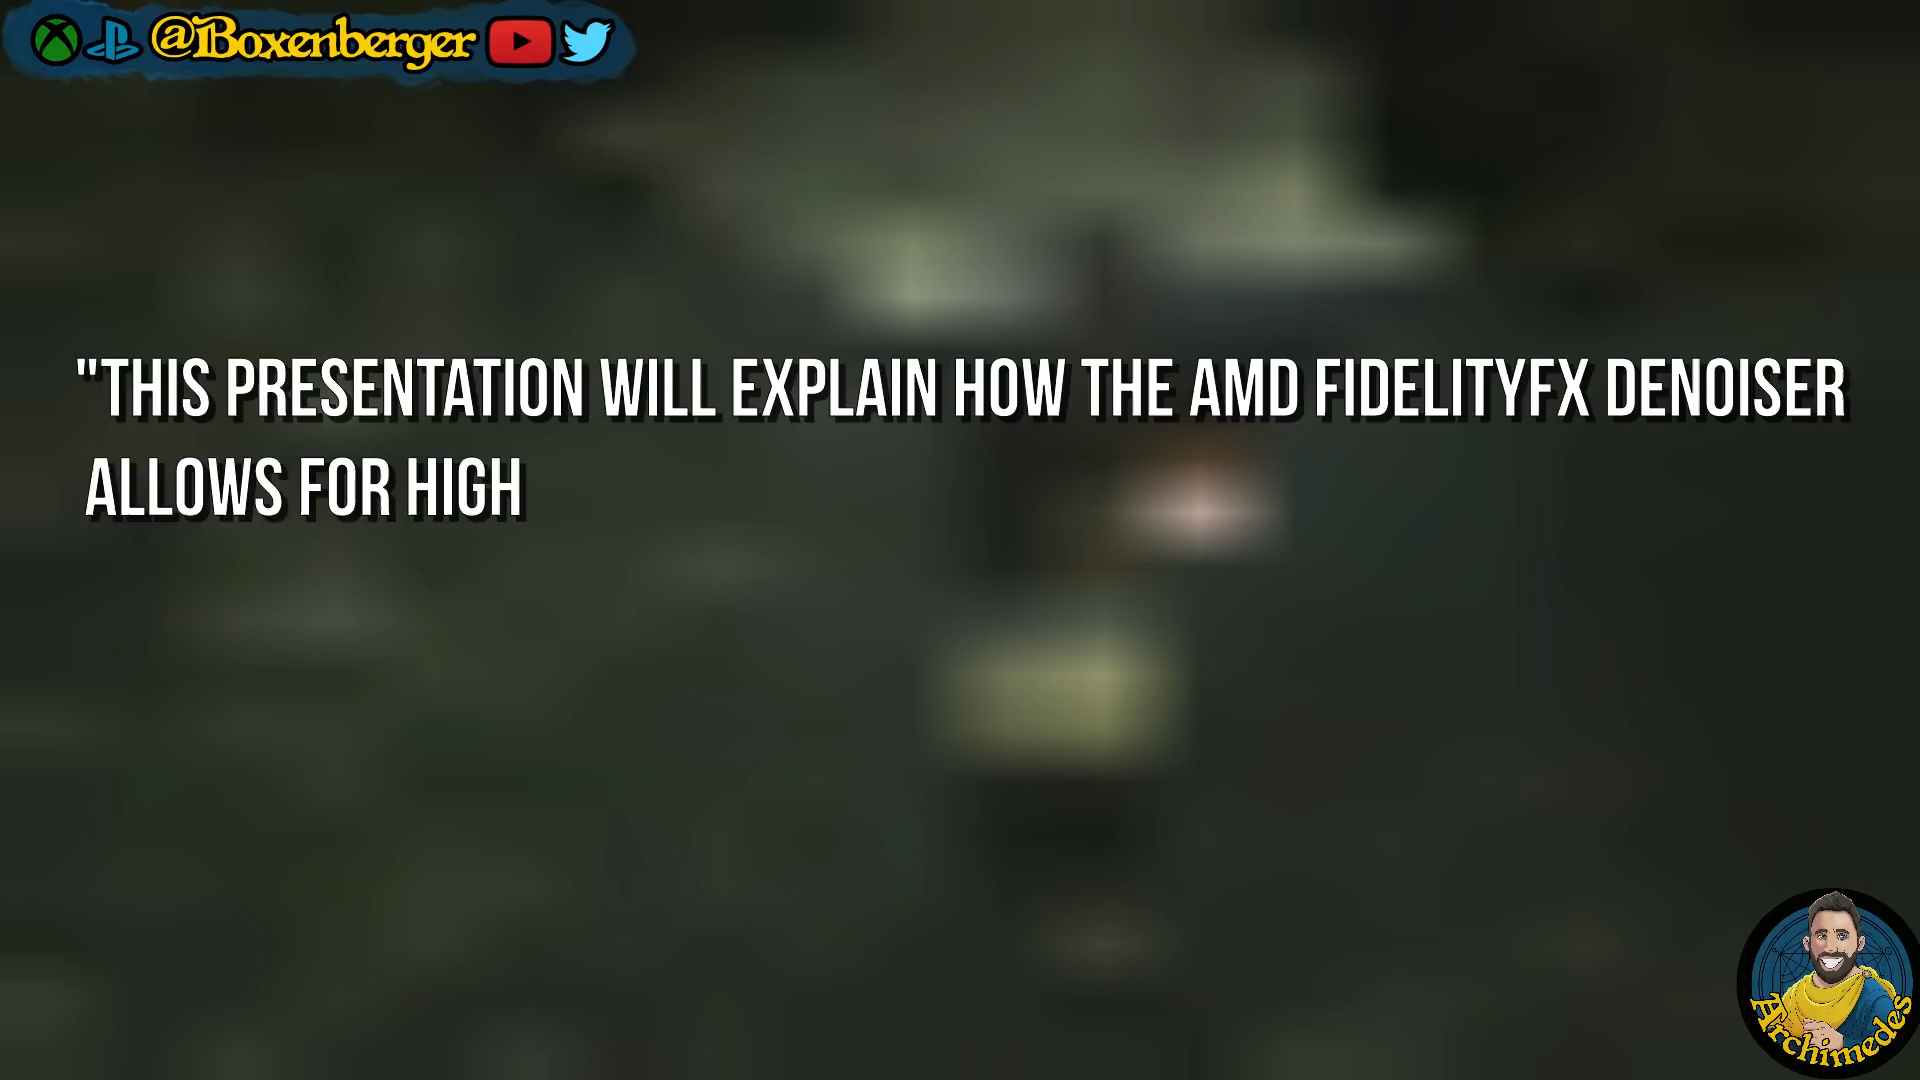 @Boxenberger
"THIS PRESENTATION WILL EXPLAIN HOW THE AMD FIDELITYFX DENOISER
ALLOWS FOR HIGH
Archimedes